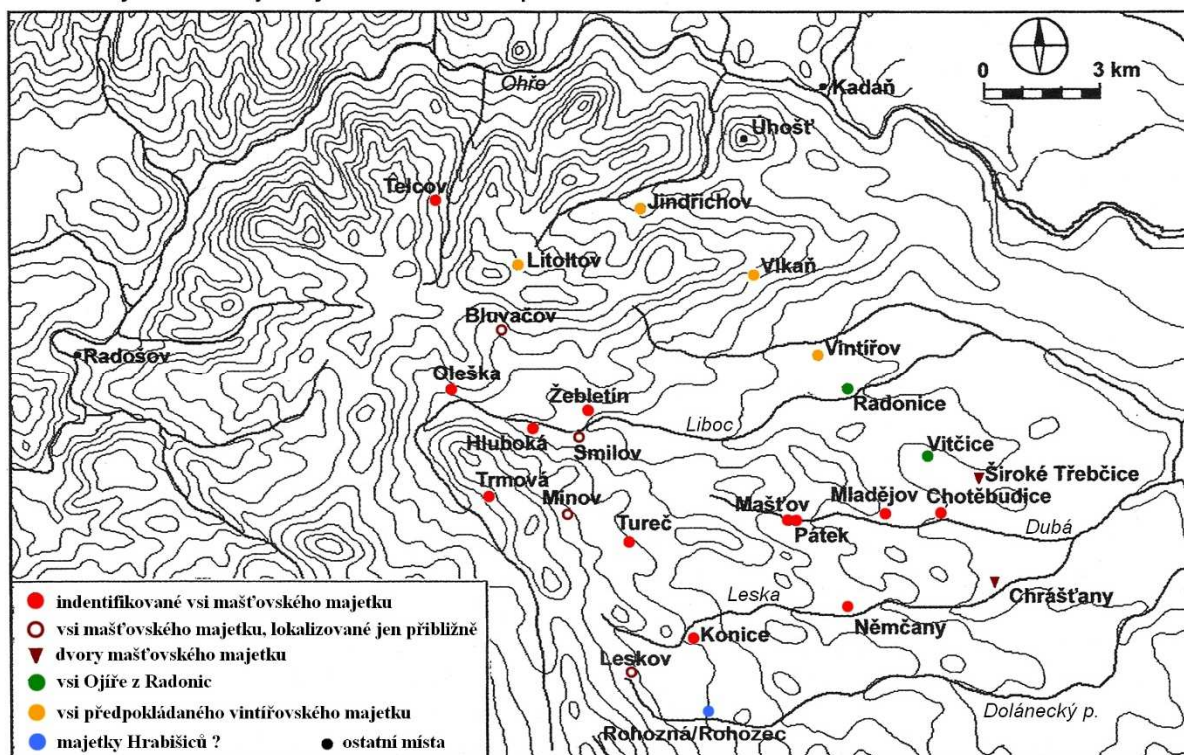 Ohře
0 3 km
Kadaň
Úhošť
Telcov
Jindřichov
Litoltov
Vlkaň
Bluvačov
Radošov
Vintířov
Oleška
Radonice
Žebletín
Liboc
Hluboká
Smilov
Vitčice
Široké Třebčice
Trmová
Minov
Mašťov
Mladějov
Chotěbudice
Pátek
Tureč
Dubá
Leska
Chrášťany
Němčany
Konice
Leskov
Rohozná/Rohozec
Dolánecký p.
indentifikované vsi mašťovského majetku
vsi mašťovského majetku, lokalizované jen přibližně
dvory mašťovského majetku
vsi Ojíře z Radonic
vsi předpokládaného vintířovského majetku
majetky Hrabišiců ?
ostatní místa